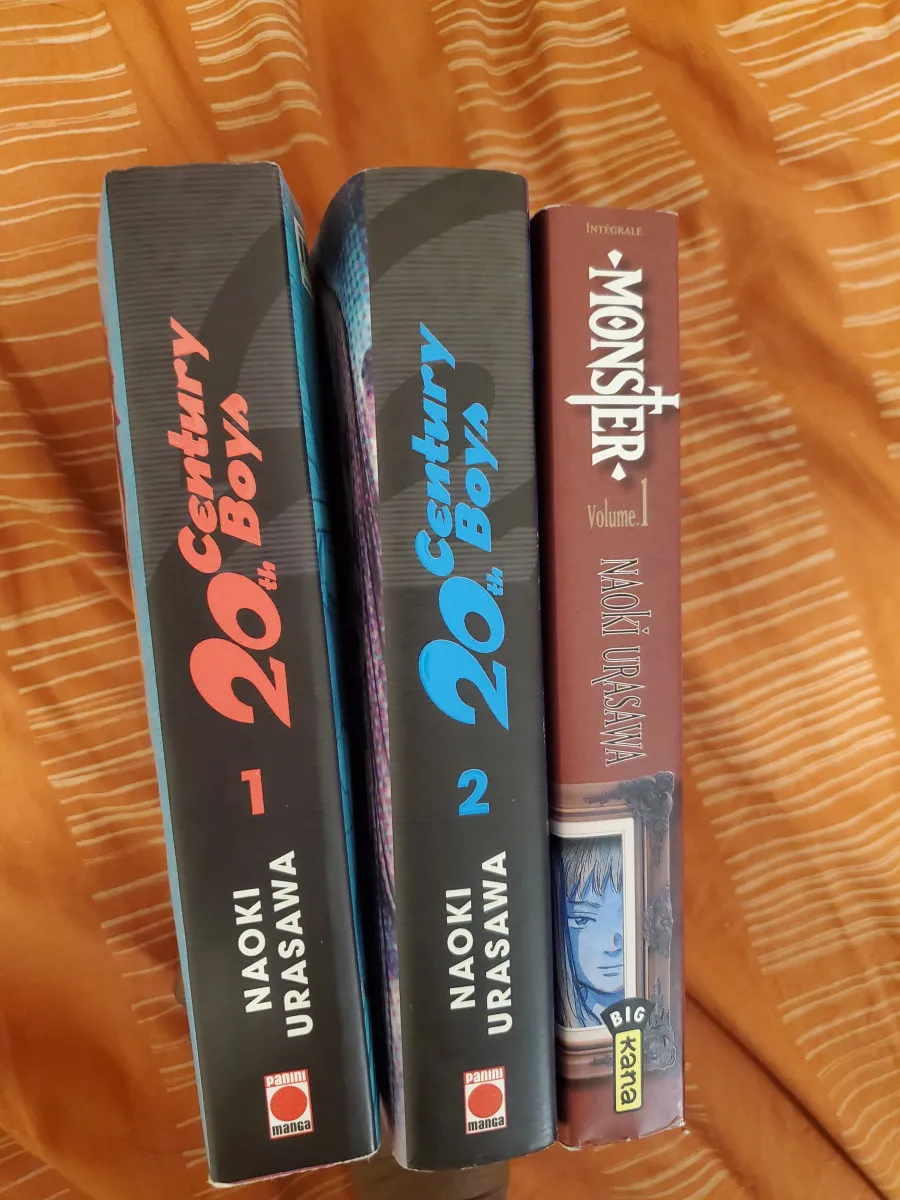 20th
Century
Boys
1
NAOKI
URASAWA
PANINI
manga
20th
Century
Boys
2
NAOKI
URASAWA
PANINI
manga
INTÉGRALE
MONSTER
Volume.1
NAOKI URASAWA
BIG
kana